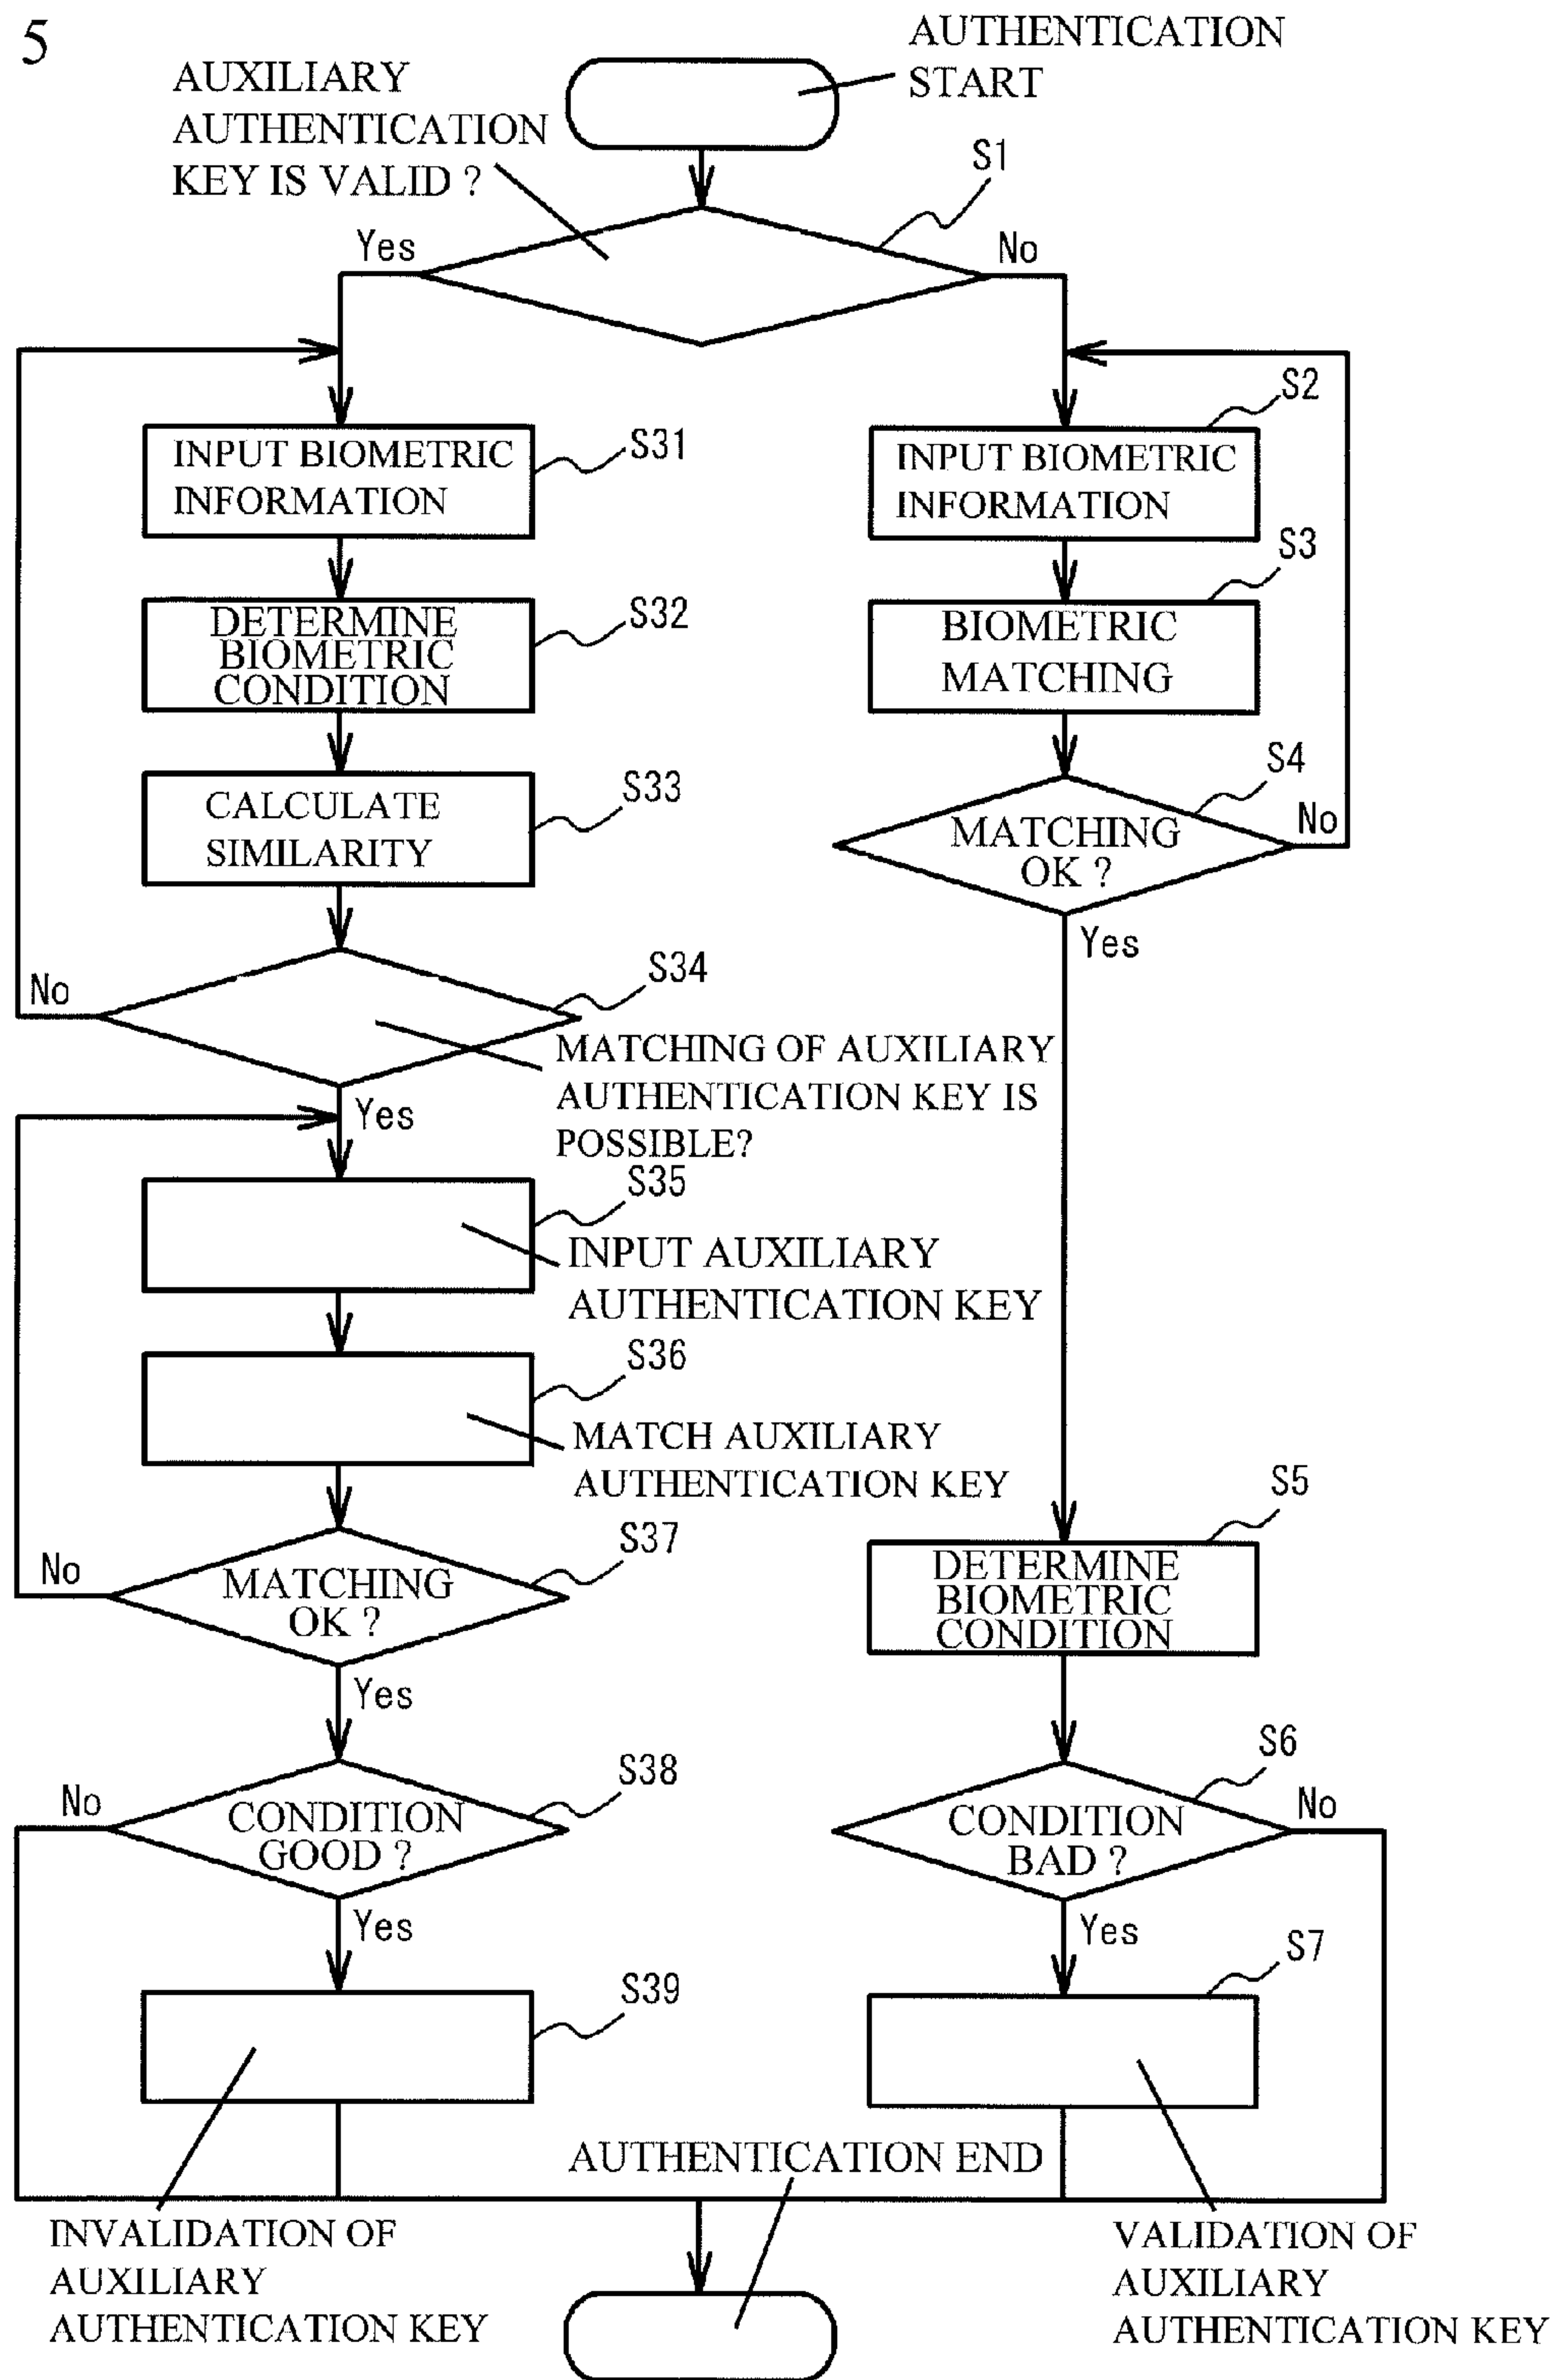 5
AUTHENTICATION
START
AUXILIARY
AUTHENTICATION
KEY IS VALID ?
S1
Yes
No
S31
INPUT BIOMETRIC
INFORMATION
S2
INPUT BIOMETRIC
INFORMATION
S32
DETERMINE
BIOMETRIC
CONDITION
S3
BIOMETRIC
MATCHING
S33
CALCULATE
SIMILARITY
S4
MATCHING
OK ?
No
Yes
S34
No
MATCHING OF AUXILIARY
AUTHENTICATION KEY IS
POSSIBLE?
Yes
S35
INPUT AUXILIARY
AUTHENTICATION KEY
S36
MATCH AUXILIARY
AUTHENTICATION KEY
S37
No
MATCHING
OK ?
Yes
S5
DETERMINE
BIOMETRIC
CONDITION
S38
No
CONDITION
GOOD ?
Yes
S6
CONDITION
BAD ?
No
Yes
S39
S7
AUTHENTICATION END
INVALIDATION OF
AUXILIARY
AUTHENTICATION KEY
VALIDATION OF
AUXILIARY
AUTHENTICATION KEY